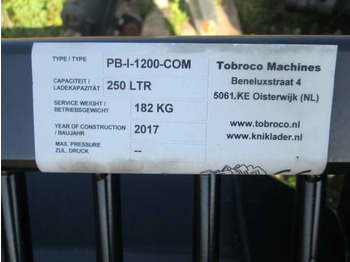 TYPE / TYPE PB-I-1200-COM
CAPACITEIT / LADEKAPAZITÄT 250 LTR
SERVICE WEIGHT / BETRIEBSGEWICHT 182 KG
YEAR OF CONSTRUCTION / BAUJAHR 2017
MAX. PRESSURE ZUL. DRUCK --
Tobroco Machines
Beneluxstraat 4
5061 KE Oisterwijk (NL)
www.tobroco.nl
www.kniklader.nl